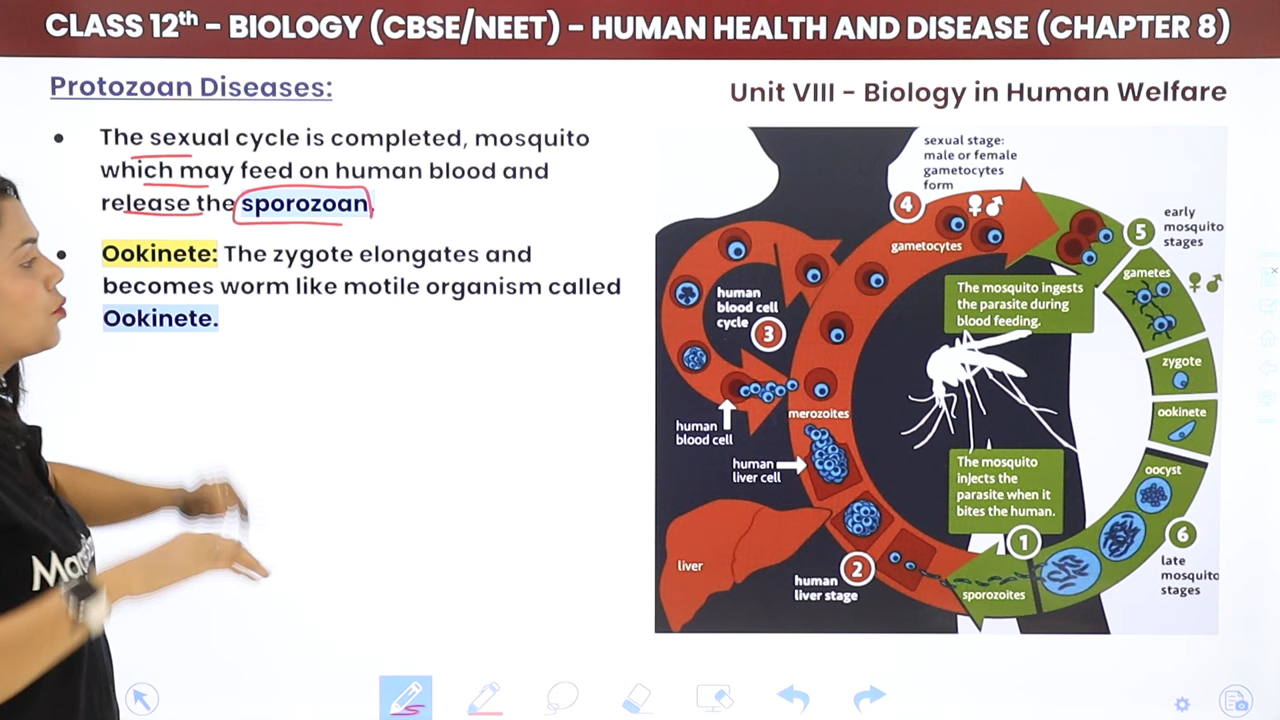 CLASS 12th - BIOLOGY (CBSE/NEET) - HUMAN HEALTH AND DISEASE (CHAPTER 8)
Protozoan Diseases:
Unit VIII - Biology in Human Welfare
• The sexual cycle is completed, mosquito
which may feed on human blood and
release the sporozoan.
• Ookinete: The zygote elongates and
becomes worm like motile organism called
Ookinete.
sexual stage:
male or female
gametocytes
form
4
♀♂
gametocytes
5
early
mosquito
stages
gametes
♀♂
The mosquito ingests
the parasite during
blood feeding.
human
blood cell
cycle
3
zygote
ookinete
merozoites
human
blood cell
human
liver cell
The mosquito
injects the
parasite when it
bites the human.
oocyst
1
6
late
mosquito
stages
liver
2
human
liver stage
sporozoites